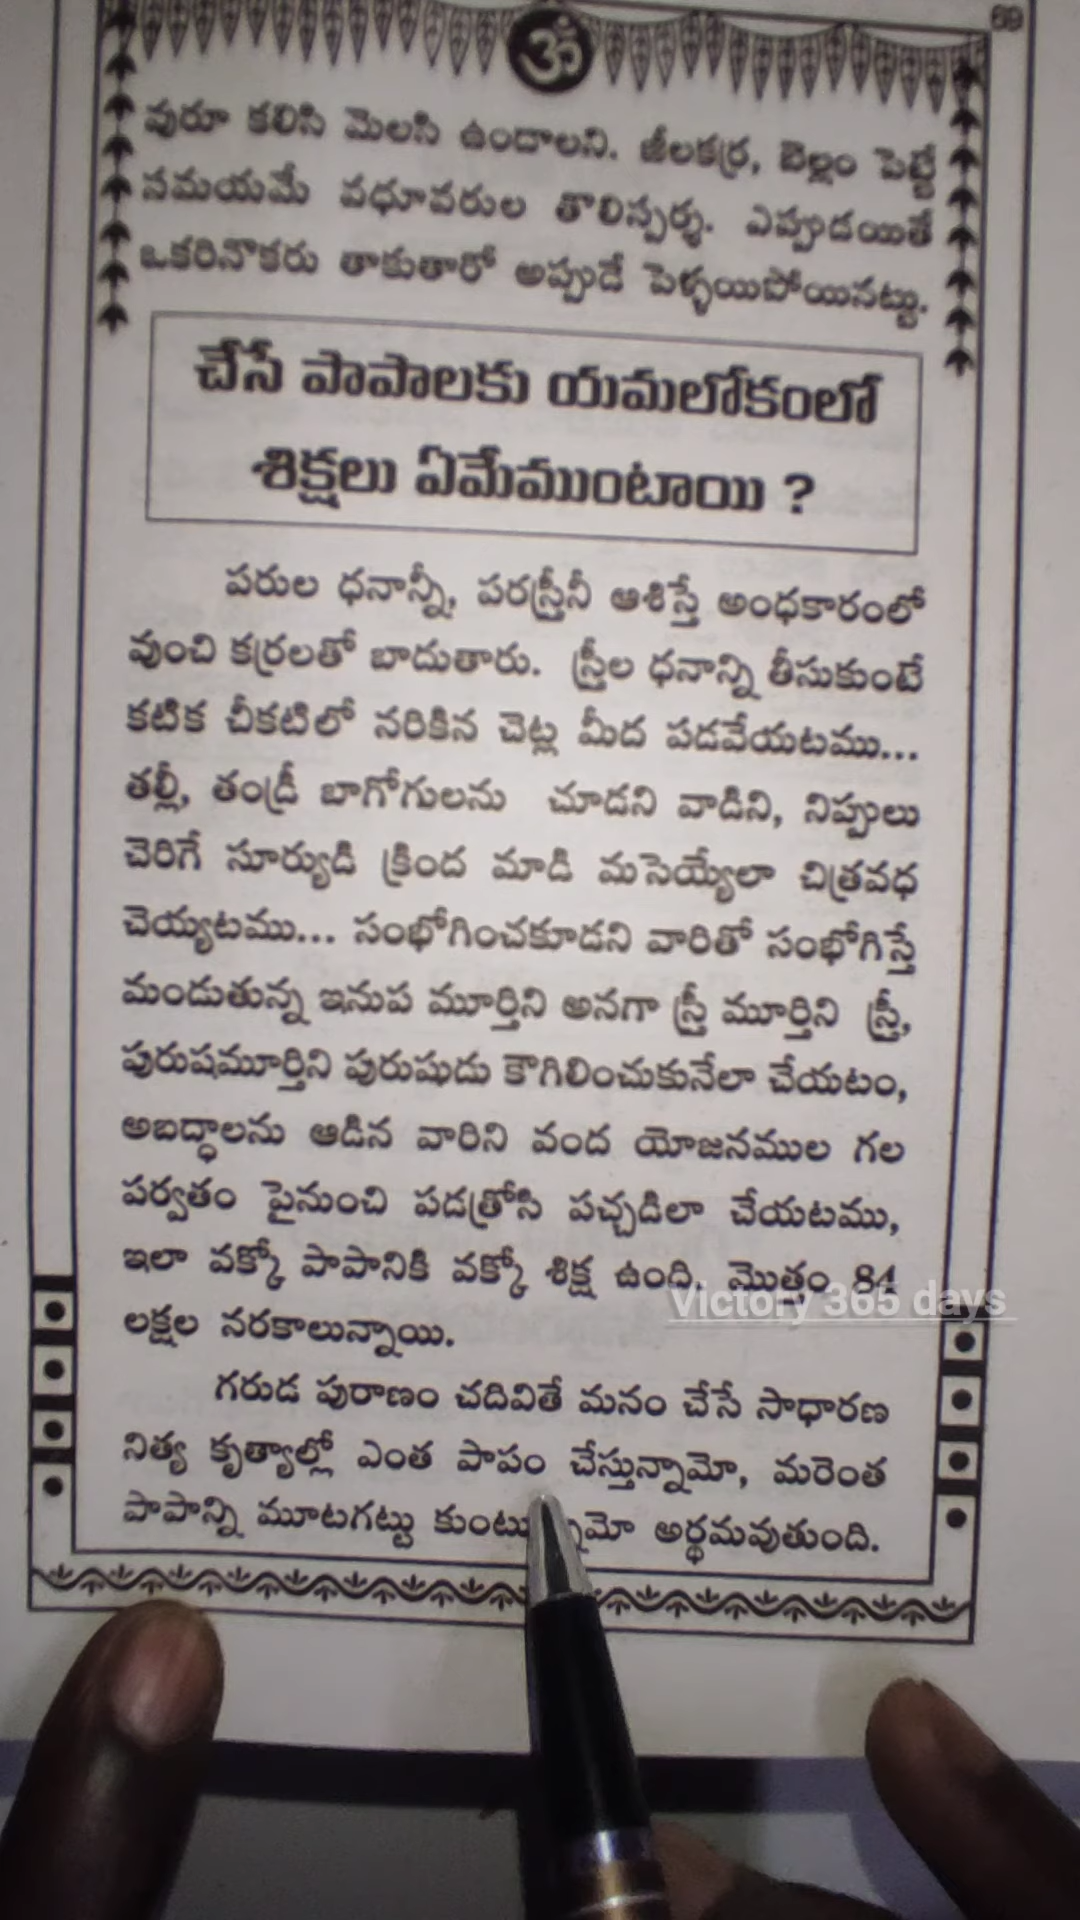 69
ॐ
వురూ కలిసి మెలసి ఉందాలని. జీలకర్ర, బెల్లం పెట్టే
సమయమే వధూవరుల తొలిస్పర్శ. ఎప్పుడయితే
ఒకరినొకరు తాకుతారో అప్పుడే పెళ్ళయిపోయినట్టు.
చేసే పాపాలకు యమలోకంలో
శిక్షలు ఏమేముంటాయి ?
పరుల ధనాన్నీ, పరస్త్రీనీ ఆశిస్తే అంధకారంలో
వుంచి కర్రలతో బాదుతారు. స్త్రీల ధనాన్ని తీసుకుంటే
కటిక చీకటిలో నరికిన చెట్ల మీద పడవేయటము...
తల్లీ, తండ్రీ బాగోగులను చూడని వాడిని, నిప్పులు
చెరిగే సూర్యుడి క్రింద మాడి మసెయ్యేలా చిత్రవధ
చెయ్యటము... సంభోగించకూడని వారితో సంభోగిస్తే
మండుతున్న ఇనుప మూర్తిని అనగా స్త్రీ మూర్తిని స్త్రీ,
పురుషమూర్తిని పురుషుడు కౌగిలించుకునేలా చేయటం,
అబద్ధాలను ఆడిన వారిని వంద యోజనముల గల
పర్వతం పైనుంచి పడత్రోసి పచ్చడిలా చేయటము,
ఇలా వక్కో పాపానికి వక్కో శిక్ష ఉంది. మొత్తం 84
లక్షల నరకాలున్నాయి.
Victory 365 days
గరుడ పురాణం చదివితే మనం చేసే సాధారణ
నిత్య కృత్యాల్లో ఎంత పాపం చేస్తున్నామో, మరెంత
పాపాన్ని మూటగట్టు అర్థమవుతుంది.